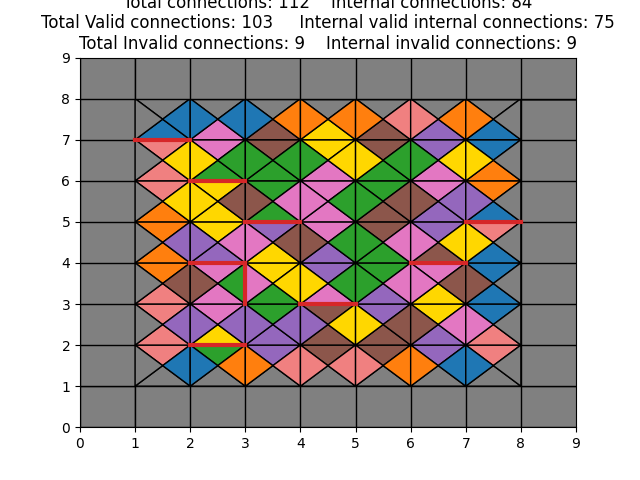 Total connections: 112    Internal connections: 84
Total Valid connections: 103    Internal valid internal connections: 75
Total Invalid connections: 9    Internal invalid connections: 9
9
8
7
6
5
4
3
2
1
0
0 1 2 3 4 5 6 7 8 9